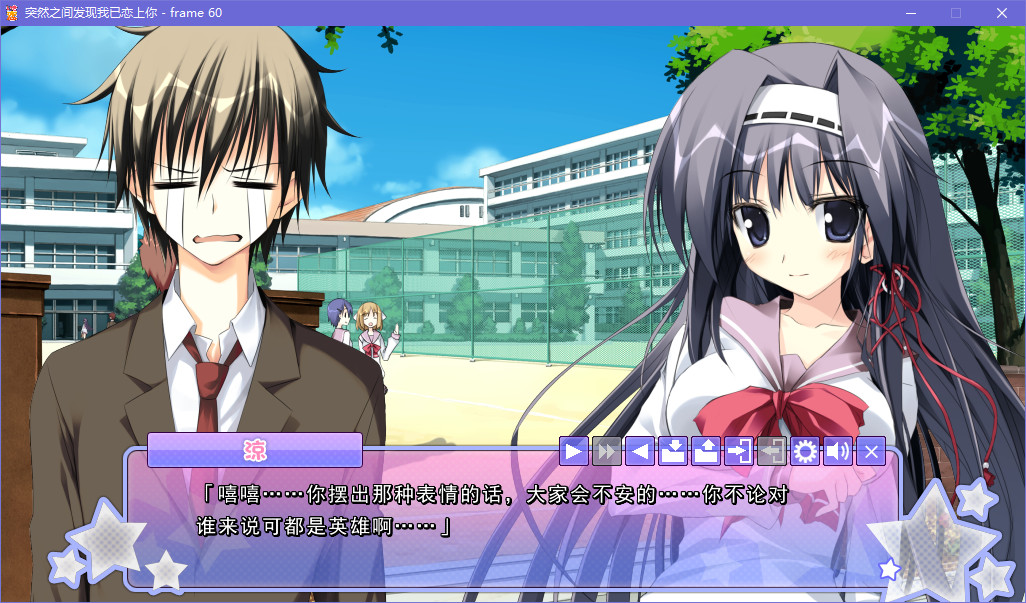 突然之间发现我已恋上你 - frame 60
涼
「嘻嘻……你摆出那种表情的话，大家会不安的……你不论对
谁来说可都是英雄啊……」